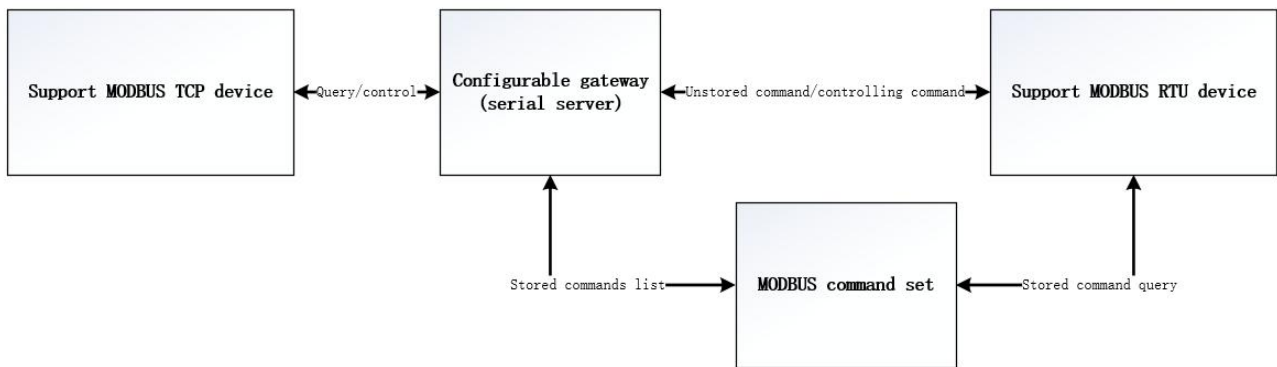 Support MODBUS TCP device
Query/control
Configurable gateway
(serial server)
Unstored command/controlling command
Support MODBUS RTU device
Stored commands list
MODBUS command set
Stored command query